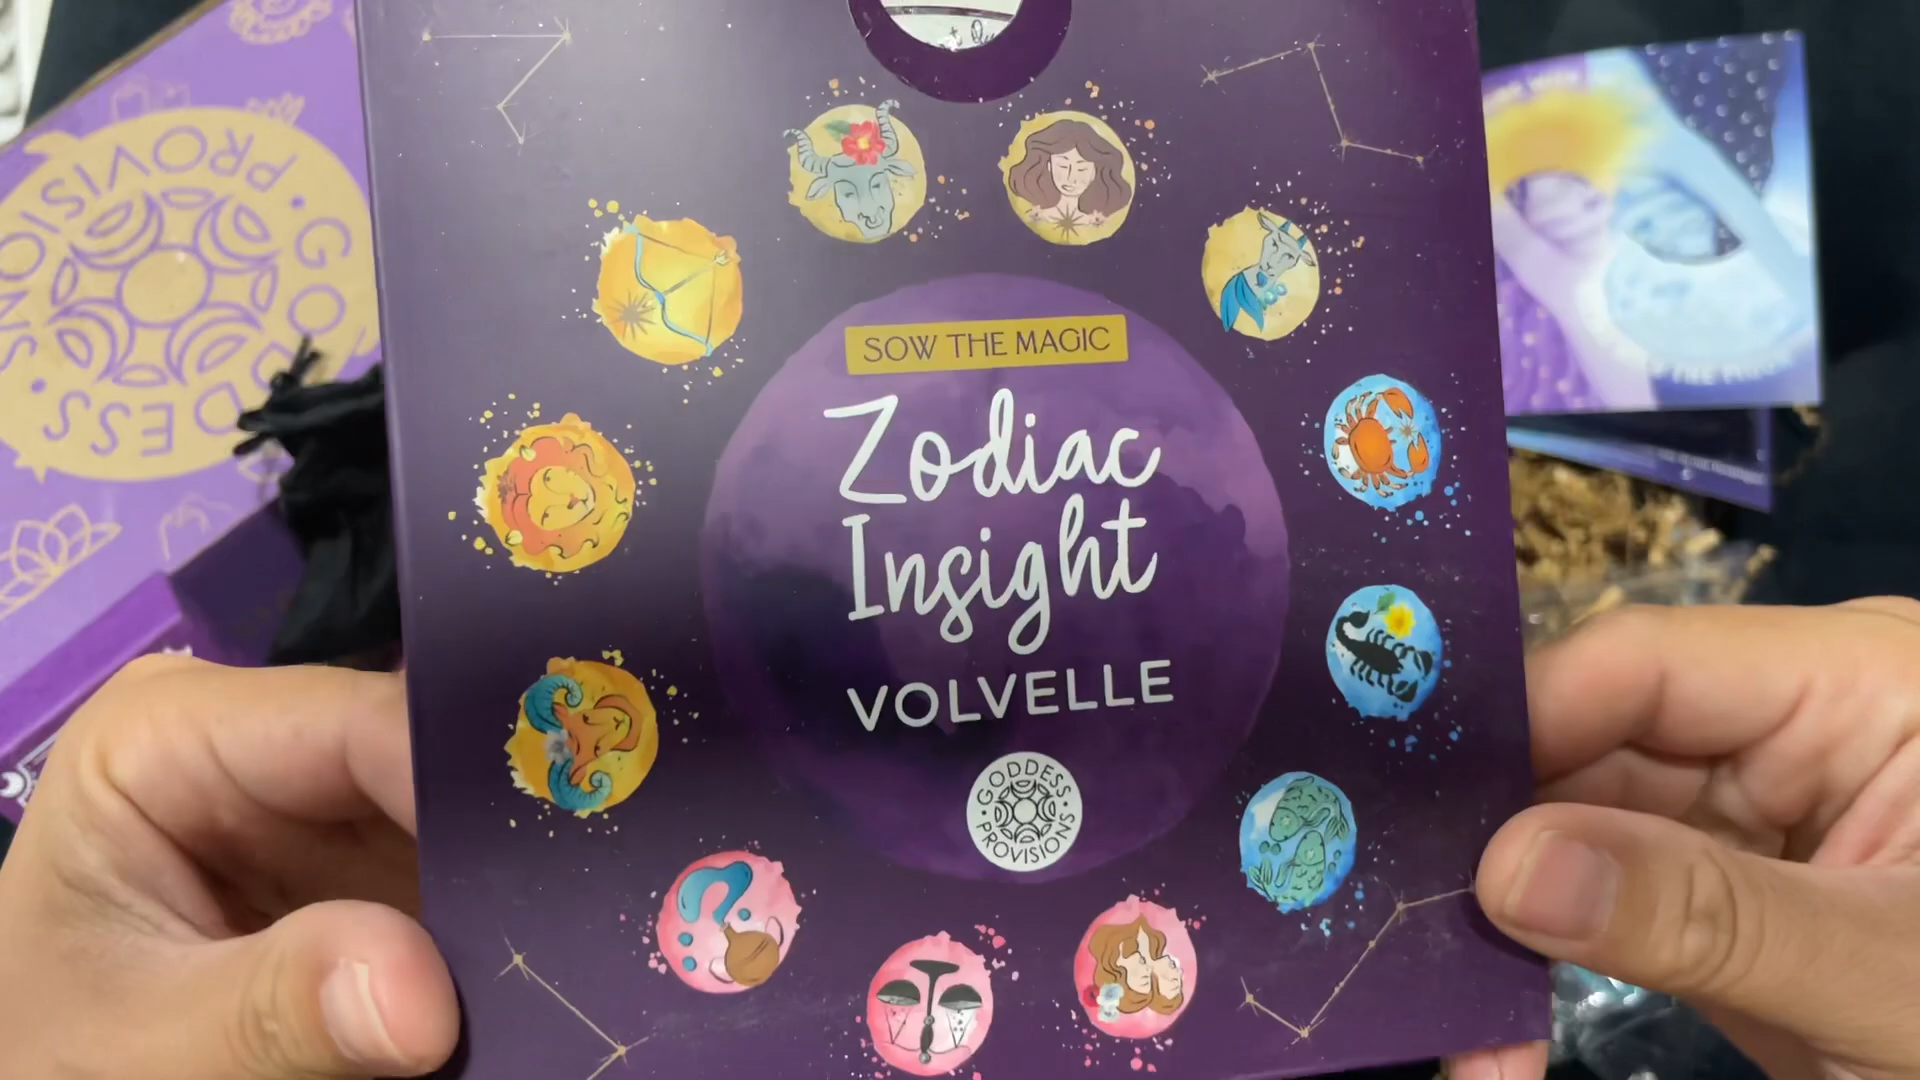 SOW THE MAGIC
Zodiac
Insight
VOLVELLE
GODDESS
PROVISIONS
GODDESS
PROVISIONS